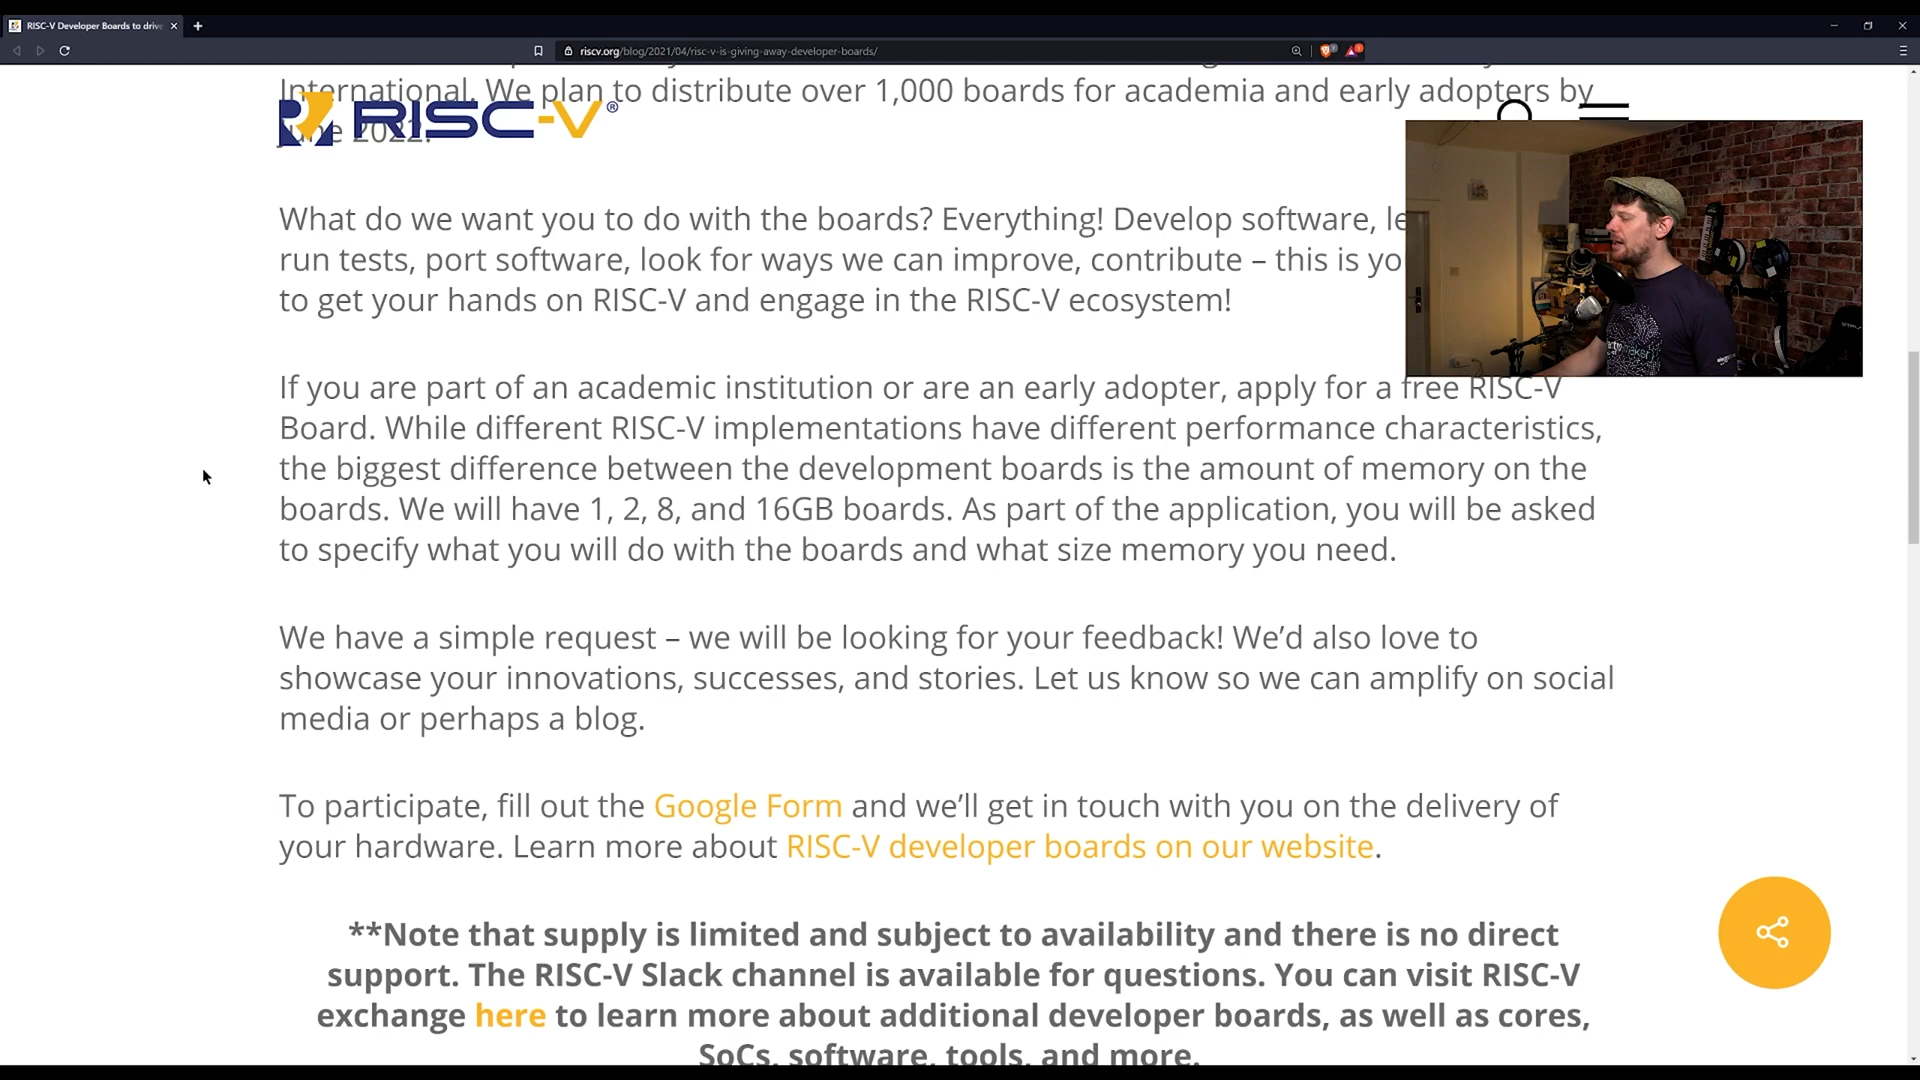 RISC-V Developer Boards to drive
riscv.org/blog/2021/04/risc-v-is-giving-away-developer-boards/
International. We plan to distribute over 1,000 boards for academia and early adopters by
RISC-V®
June 2022.
What do we want you to do with the boards? Everything! Develop software,
run tests, port software, look for ways we can improve, contribute – this is
to get your hands on RISC-V and engage in the RISC-V ecosystem!
If you are part of an academic institution or are an early adopter, apply for a free RISC-V
Board. While different RISC-V implementations have different performance characteristics,
the biggest difference between the development boards is the amount of memory on the
boards. We will have 1, 2, 8, and 16GB boards. As part of the application, you will be asked
to specify what you will do with the boards and what size memory you need.
We have a simple request – we will be looking for your feedback! We’d also love to
showcase your innovations, successes, and stories. Let us know so we can amplify on social
media or perhaps a blog.
To participate, fill out the Google Form and we’ll get in touch with you on the delivery of
your hardware. Learn more about RISC-V developer boards on our website.
**Note that supply is limited and subject to availability and there is no direct
support. The RISC-V Slack channel is available for questions. You can visit RISC-V
exchange here to learn more about additional developer boards, as well as cores,
SoCs, software, tools, and more.